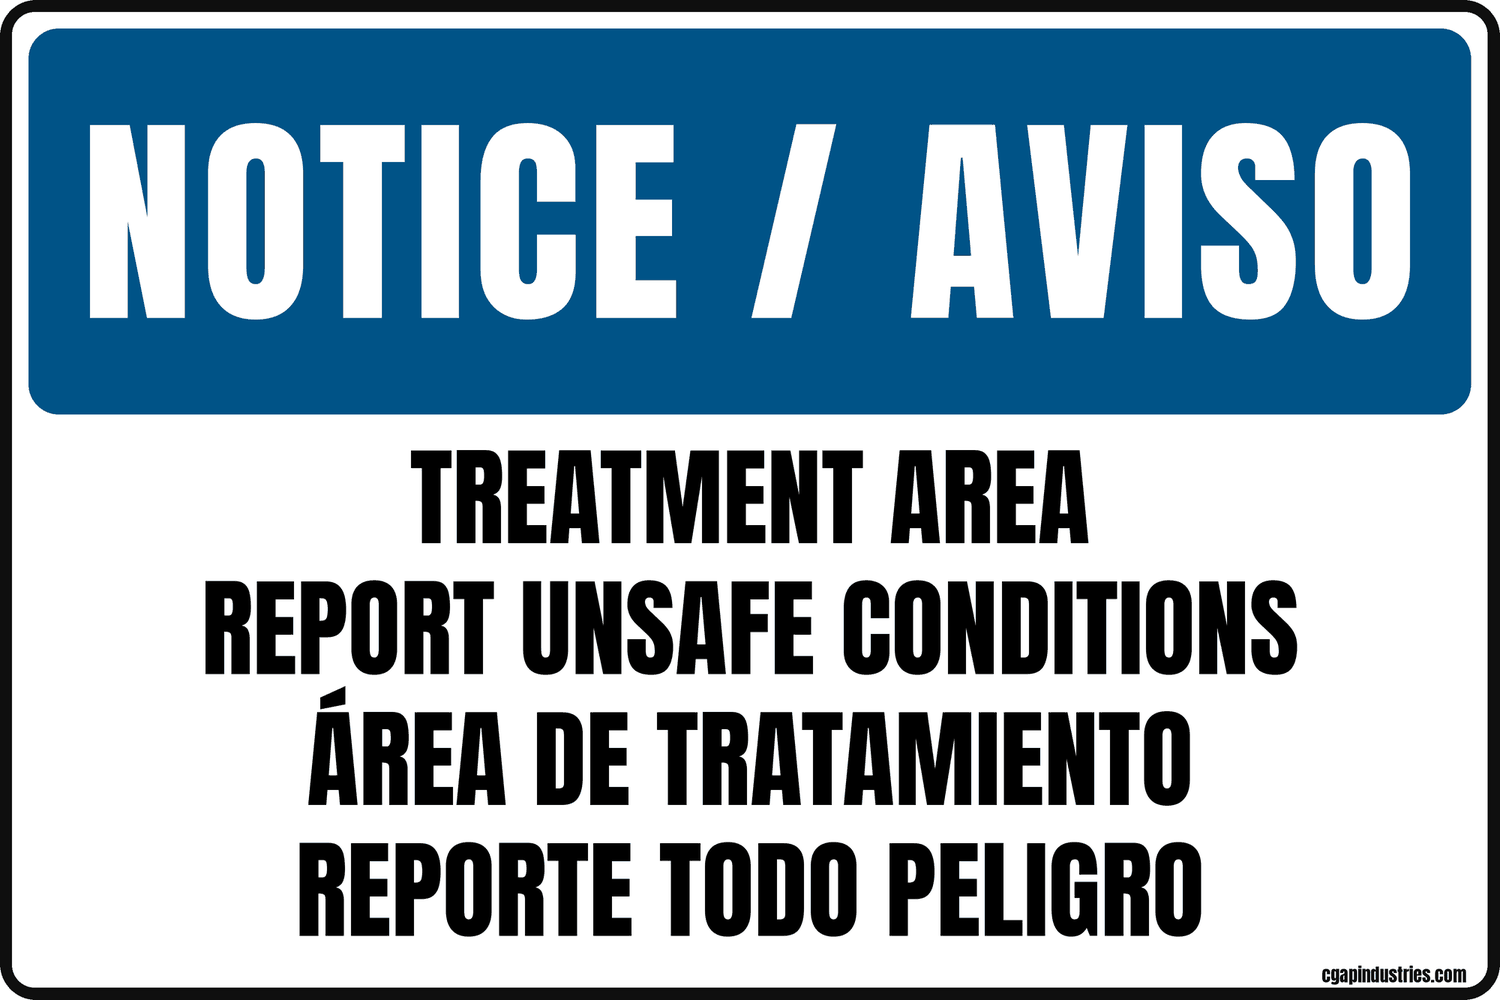 NOTICE / AVISO
TREATMENT AREA
REPORT UNSAFE CONDITIONS
ÁREA DE TRATAMIENTO
REPORTE TODO PELIGRO
cgapindustries.com